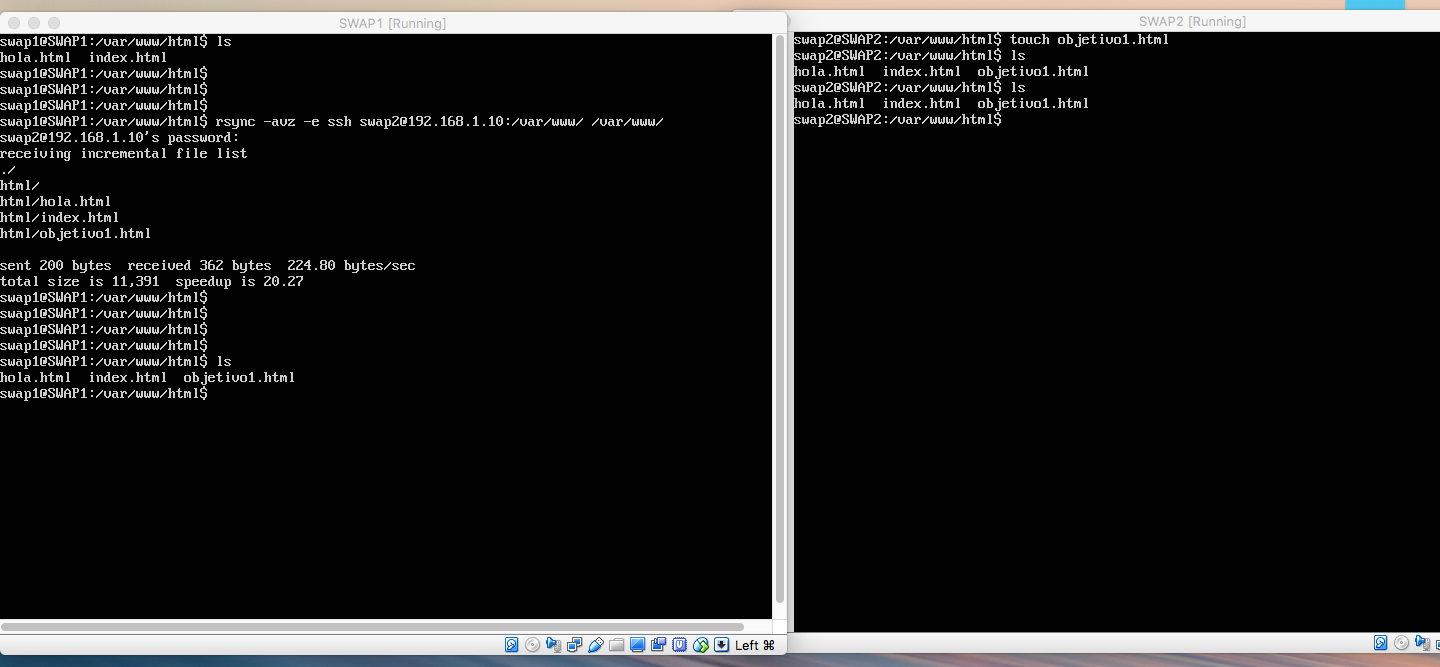 SWAP1 [Running]
swap1@SWAP1:/var/www/html$ ls
hola.html  index.html
swap1@SWAP1:/var/www/html$
swap1@SWAP1:/var/www/html$
swap1@SWAP1:/var/www/html$
swap1@SWAP1:/var/www/html$ rsync -avz -e ssh swap2@192.168.1.10:/var/www/ /var/www/
swap2@192.168.1.10's password:
receiving incremental file list
./
html/
html/hola.html
html/index.html
html/objetivo1.html
sent 200 bytes  received 362 bytes  224.80 bytes/sec
total size is 11,391  speedup is 20.27
swap1@SWAP1:/var/www/html$
swap1@SWAP1:/var/www/html$
swap1@SWAP1:/var/www/html$
swap1@SWAP1:/var/www/html$
swap1@SWAP1:/var/www/html$ ls
hola.html  index.html  objetivo1.html
swap1@SWAP1:/var/www/html$
Left ⌘
SWAP2 [Running]
swap2@SWAP2:/var/www/html$ touch objetivo1.html
swap2@SWAP2:/var/www/html$ ls
hola.html  index.html  objetivo1.html
swap2@SWAP2:/var/www/html$ ls
hola.html  index.html  objetivo1.html
swap2@SWAP2:/var/www/html$